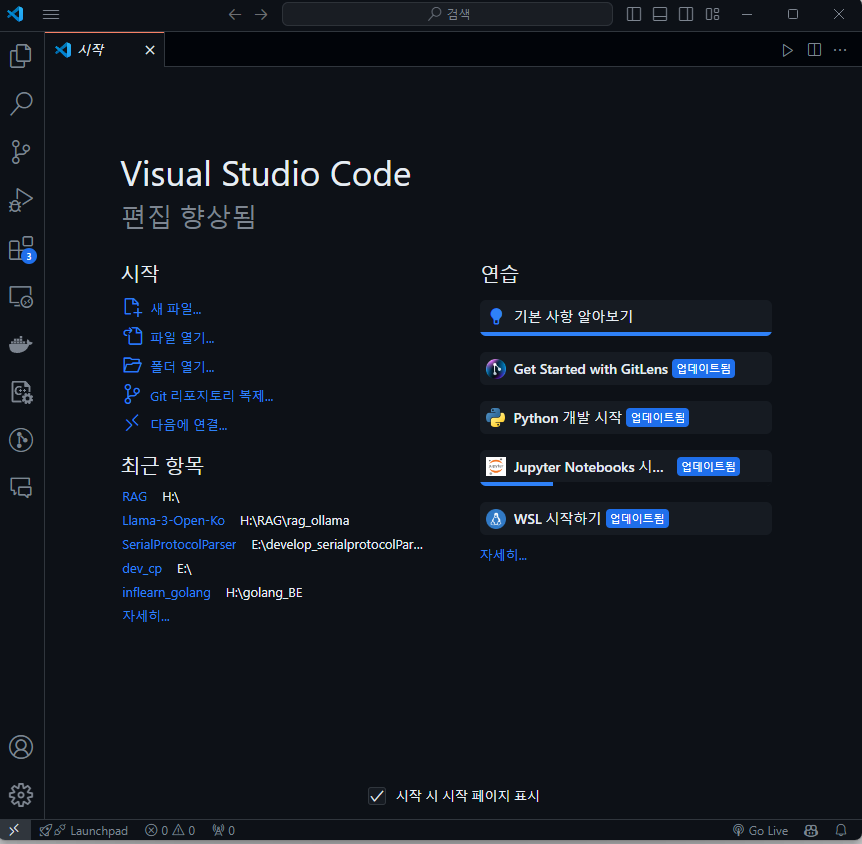 검색
시작
Visual Studio Code
편집 향상됨
시작
새 파일...
파일 열기...
폴더 열기...
Git 리포지토리 복제...
다음에 연결...
최근 항목
RAG H:\
Llama-3-Open-Ko H:\RAG\rag_ollama
SerialProtocolParser E:\develop_serialprotocolPar...
dev_cp E:\
inflearn_golang H:\golang_BE
자세히...
연습
기본 사항 알아보기
Get Started with GitLens 업데이트됨
Python 개발 시작 업데이트됨
Jupyter Notebooks 시... 업데이트됨
WSL 시작하기 업데이트됨
자세히...
3
시작 시 시작 페이지 표시
Launchpad 0 0 0 Go Live